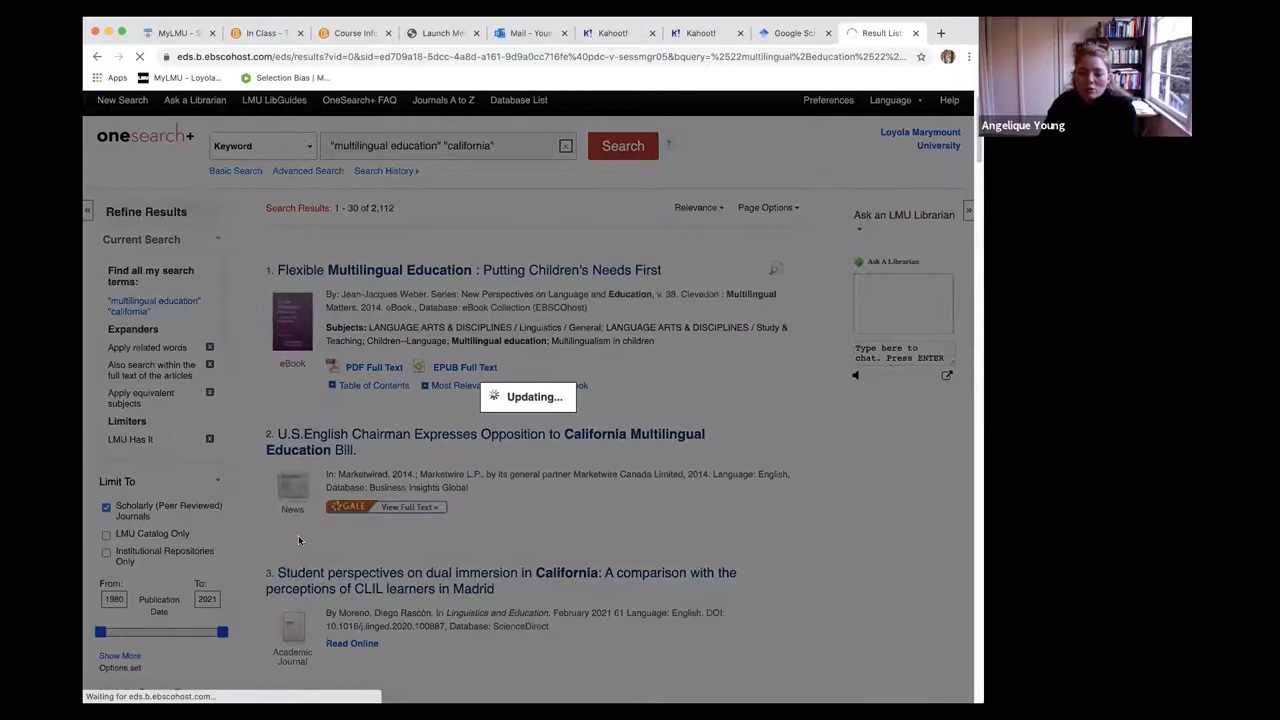 MyLMU - S
In Class - T
Course Info
Launch Me
Mail - Youn
Kahoot!
Kahoot!
Google Sch
Result List
eds.b.ebscohost.com/eds/results?vid=0&sid=ed709a18-5dcc-4a8d-a161-9d9a0cc716fe%40pdc-v-sessmgr05&bquery=%2522multilingual%2Beducation%2522%2...
Apps
MyLMU - Loyola...
Selection Bias | M...
New Search
Ask a Librarian
LMU LibGuides
OneSearch+ FAQ
Journals A to Z
Database List
Preferences
Language
Help
Angelique Young
onesearch+
Keyword
"multilingual education" "california"
Search
?
Loyola Marymount
University
Basic Search
Advanced Search
Search History
Refine Results
Search Results: 1 - 30 of 2,112
Relevance
Page Options
Ask an LMU Librarian
Current Search
Find all my search
terms:
"multilingual education"
"california"
Expanders
Apply related words
Also search within the
full text of the articles
Apply equivalent
subjects
Limiters
LMU Has It
Limit To
Scholarly (Peer Reviewed)
Journals
LMU Catalog Only
Institutional Repositories
Only
From:
To:
1980
Publication
Date
2021
Show More
Options set
1. Flexible Multilingual Education : Putting Children's Needs First
By: Jean-Jacques Weber. Series: New Perspectives on Language and Education, v. 38. Clevedon : Multilingual
Matters. 2014. eBook., Database: eBook Collection (EBSCOhost)
Subjects: LANGUAGE ARTS & DISCIPLINES / Linguistics / General; LANGUAGE ARTS & DISCIPLINES / Study &
Teaching; Children--Language; Multilingual education; Multilingualism in children
eBook
PDF Full Text
EPUB Full Text
Table of Contents
Most Releva
ok
Updating...
2. U.S.English Chairman Expresses Opposition to California Multilingual
Education Bill.
In: Marketwired. 2014.; Marketwire L.P., by its general partner Marketwire Canada Limited, 2014. Language: English,
Database: Business Insights Global
News
GALE
View Full Text »
3. Student perspectives on dual immersion in California: A comparison with the
perceptions of CLIL learners in Madrid
By Moreno, Diego Rascón. In Linguistics and Education. February 2021 61 Language: English. DOI:
10.1016/j.linged.2020.100887, Database: ScienceDirect
Read Online
Academic
Journal
Ask A Librarian
Type here to
chat. Press ENTER
Waiting for eds.b.ebscohost.com...